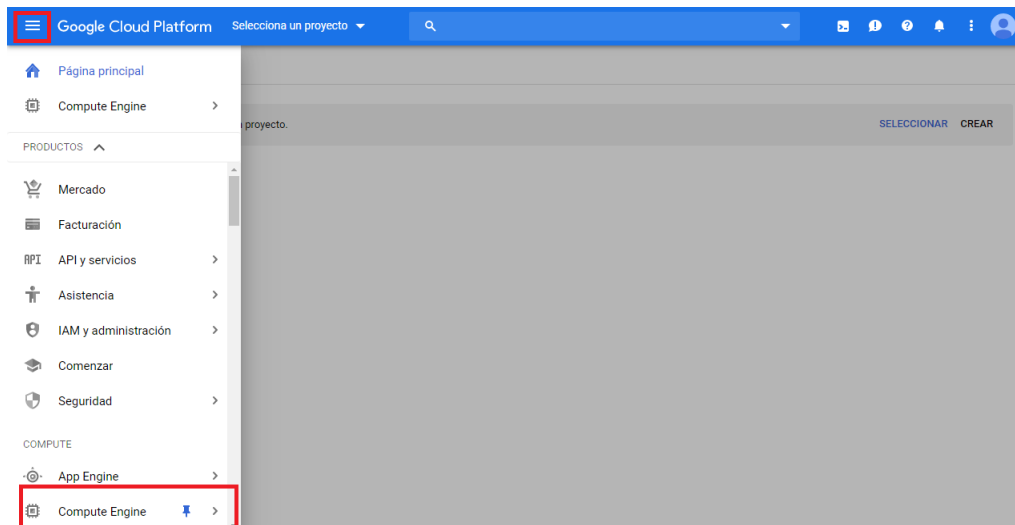 Google Cloud Platform Selecciona un proyecto
Página principal
Compute Engine
proyecto. SELECCIONAR CREAR
PRODUCTOS
Mercado
Facturación
API API y servicios
Asistencia
IAM y administración
Comenzar
Seguridad
COMPUTE
App Engine
Compute Engine